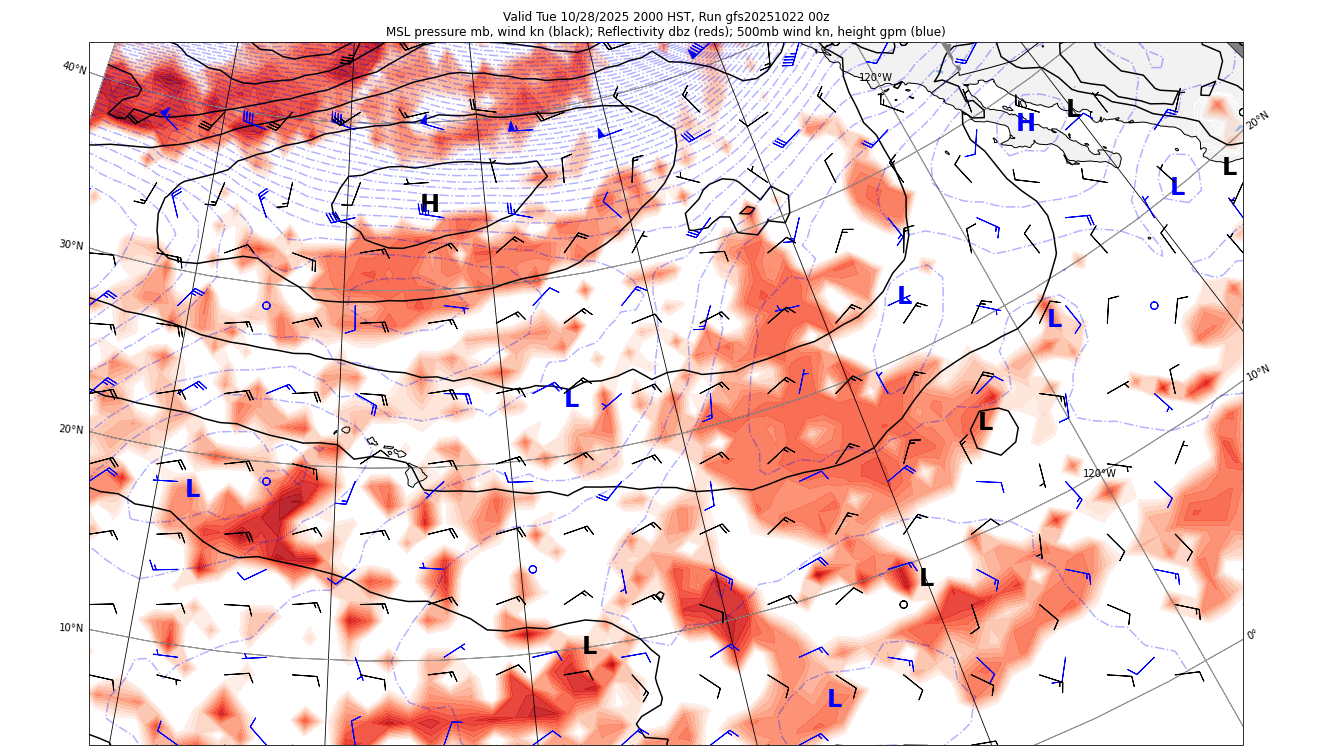 Valid Tue 10/28/2025 2000 HST, Run gfs20251022 00z
MSL pressure mb, wind kn (black); Reflectivity dbz (reds); 500mb wind kn, height gpm (blue)
40°N
120°W
L
H
20°N
L
L
H
30°N
L
L
10°N
L
20°N
L
120°W
L
L
10°N
0°
L
L